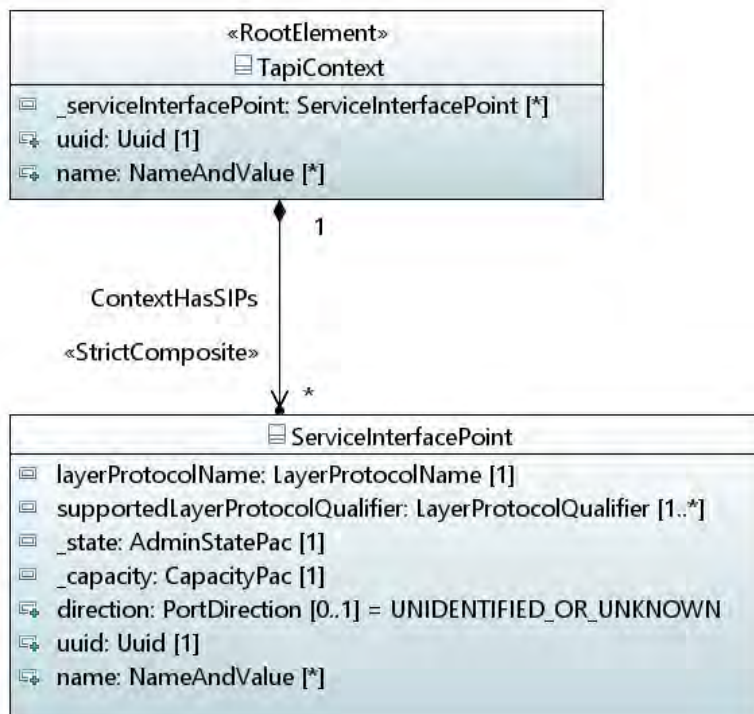 «RootElement»
TapiContext
_serviceInterfacePoint: ServiceInterfacePoint [*]
uuid: Uuid [1]
name: NameAndValue [*]
1
ContextHasSIPs
«StrictComposite»
*
ServiceInterfacePoint
layerProtocolName: LayerProtocolName [1]
supportedLayerProtocolQualifier: LayerProtocolQualifier [1..*]
_state: AdminStatePac [1]
_capacity: CapacityPac [1]
direction: PortDirection [0..1] = UNIDENTIFIED_OR_UNKNOWN
uuid: Uuid [1]
name: NameAndValue [*]